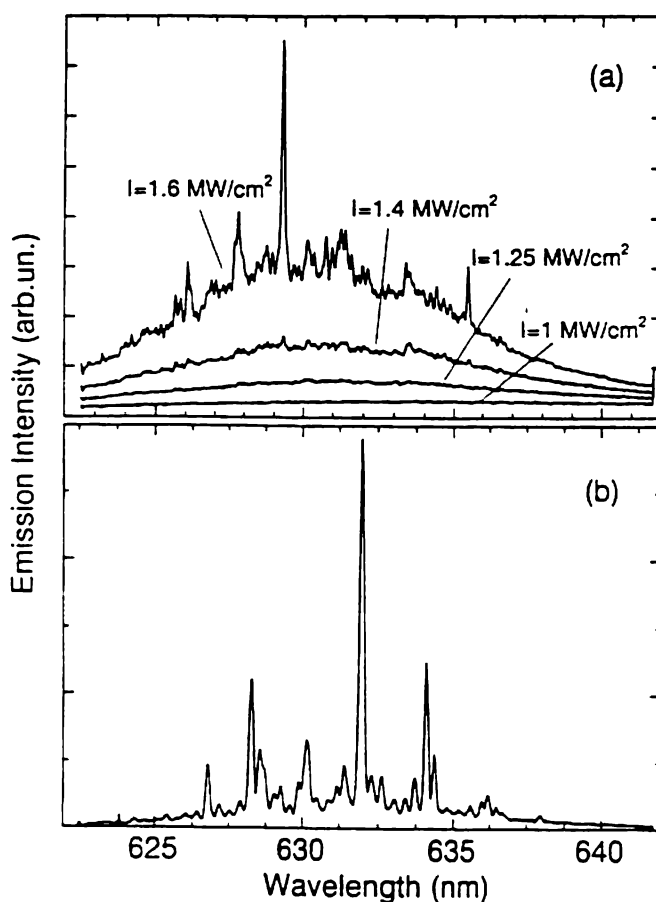 (a)
I=1.6 MW/cm²
I=1.4 MW/cm²
I=1.25 MW/cm²
I=1 MW/cm²
Emission Intensity (arb.un.)
(b)
625 630 635 640
Wavelength (nm)